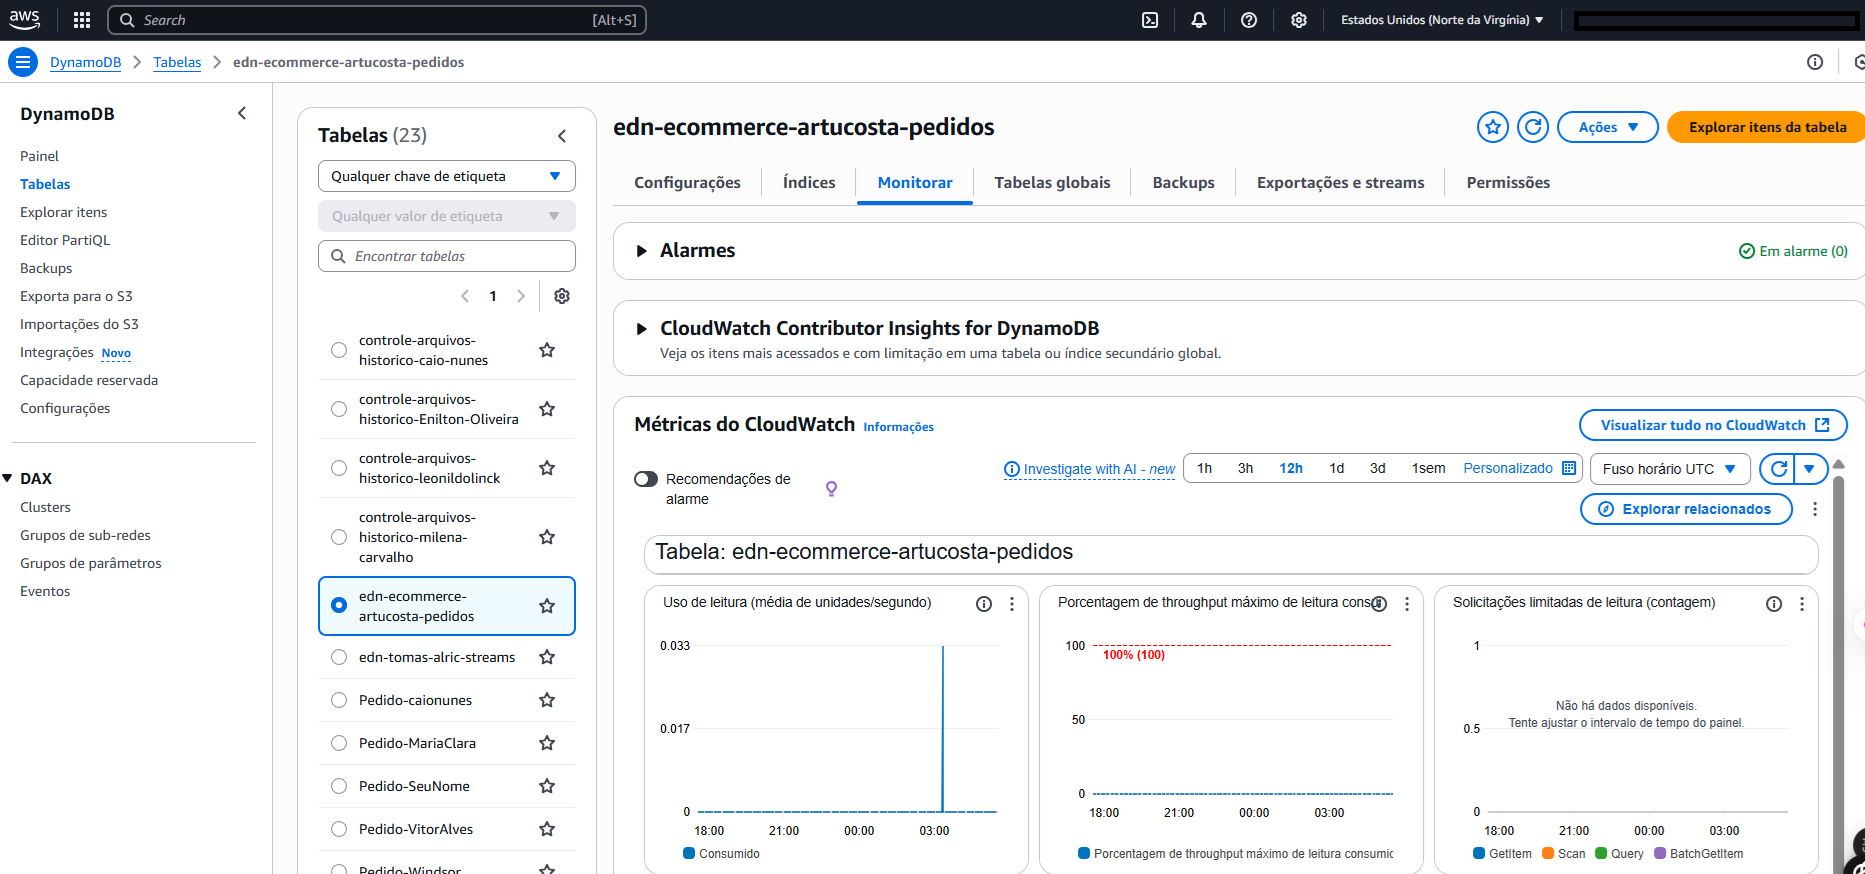 aws
Search
[Alt+S]
Estados Unidos (Norte da Virgínia)
DynamoDB
Tabelas
edn-ecommerce-artucosta-pedidos
DynamoDB
Painel
Tabelas
Explorar itens
Editor PartiQL
Backups
Exporta para o S3
Importações do S3
Integrações Novo
Capacidade reservada
Configurações
DAX
Clusters
Grupos de sub-redes
Grupos de parâmetros
Eventos
Tabelas (23)
Qualquer chave de etiqueta
Qualquer valor de etiqueta
Encontrar tabelas
1
controle-arquivos-
historico-caio-nunes
controle-arquivos-
historico-Enilton-Oliveira
controle-arquivos-
historico-leonildolinck
controle-arquivos-
historico-milena-
carvalho
edn-ecommerce-
artucosta-pedidos
edn-tomas-alric-streams
Pedido-caionunes
Pedido-MariaClara
Pedido-SeuNome
Pedido-VitorAlves
Pedido-Windsor
edn-ecommerce-artucosta-pedidos
Ações
Explorar itens da tabela
Configurações
Índices
Monitorar
Tabelas globais
Backups
Exportações e streams
Permissões
Alarmes
Em alarme (0)
CloudWatch Contributor Insights for DynamoDB
Veja os itens mais acessados e com limitação em uma tabela ou índice secundário global.
Métricas do CloudWatch Informações
Visualizar tudo no CloudWatch
Recomendações de
alarme
Investigate with AI - new
1h 3h 12h 1d 3d 1sem Personalizado
Fuso horário UTC
Explorar relacionados
Tabela: edn-ecommerce-artucosta-pedidos
Uso de leitura (média de unidades/segundo)
0.033
0.017
0
18:00 21:00 00:00 03:00
Consumido
Porcentagem de throughput máximo de leitura consu
100
100% (100)
50
0
18:00 21:00 00:00 03:00
Porcentagem de throughput máximo de leitura consumic
Solicitações limitadas de leitura (contagem)
1
Não há dados disponíveis.
Tente ajustar o intervalo de tempo do painel.
0.5
0
18:00 21:00 00:00 03:00
GetItem Scan Query BatchGetItem